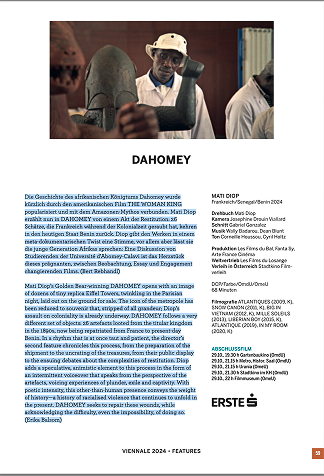 DAHOMEY
Die Geschichte des afrikanischen Königtums Dahomey wurde
kürzlich durch den amerikanischen Film THE WOMAN KING
popularisiert und mit dem Amazonen-Mythos verbunden. Mati Diop
erzählt nun in DAHOMEY von einem Akt der Restitution: 26
Schätze, die Frankreich während der Kolonialzeit geraubt hat, kehren
in den heutigen Staat Benin zurück. Diop gibt den Werken in einem
meta-dokumentarischen Twist eine Stimme, vor allem aber lässt sie
die junge Generation Afrikas sprechen: Eine Diskussion von
Studierenden der Université d'Abomey-Calavi ist das Herzstück
dieses prägnanten, zwischen Beobachtung, Essay und Engagement
changierenden Films. (Bert Rebhandl)
Mati Diop's Golden Bear-winning DAHOMEY opens with an image
of dozens of tiny replica Eiffel Towers, twinkling in the Parisian
night, laid out on the ground for sale. The icon of the metropole has
been reduced to souvenir that, stripped of all grandeur, Diop's
assault on coloniality is already underway. DAHOMEY follows a very
different set of objects: 26 artefacts looted from the titular kingdom
in the 1890s, now being repatriated from France to present-day
Benin. In a rhythm that is at once taut and patient, the director's
second feature chronicles this process, from the preparation of the
shipment to the uncrating of the treasures, from their public display
to the ensuing debates about the complexities of restitution. Diop
adds a speculative, animistic element to this process in the form of
an intermittent voiceover that speaks from the perspective of the
artefacts, voicing experiences of plunder, exile and captivity. With
poetic intensity, this other-than-human presence conveys the weight
of history—a history of racialised violence that continues to unfold in
the present. DAHOMEY seeks to repair these wounds, while
acknowledging the difficulty, even the impossibility, of doing so.
(Erika Balsom)
MATI DIOP
Frankreich/Senegal/Benin 2024
Drehbuch Mati Diop
Kamera Josephine Drouin Viallard
Schnitt Gabriel Gonzalez
Musik Wally Badarou, Dean Blunt
Ton Corneille Houssou, Cyril Holtz
Produktion Les Films du Bal, Fanta Sy,
Arte France Cinéma
Weltvertrieb Les Films du Losange
Verleih in Österreich Stadtkino Film-
verleih
DCP/Farbe/OmdU/OmeU
68 Minuten
Filmografie ATLANTIQUES (2009, K),
SNOW CANON (2011, K), BIG IN
VIETNAM (2012, K), MILLE SOLEILS
(2013), LIBERIAN BOY (2015, K),
ATLANTIQUE (2019), IN MY ROOM
(2020, K)
ABSCHLUSSFILM
29.10., 19.30 h Gartenbaukino (OmdU)
29.10., 21.15 h Metro, Histor. Saal (OmdU)
29.10., 21.15 h Urania (OmdU)
29.10., 21.30 h Stadtkino im KH (OmdU)
29.10., 22 h Filmmuseum (OmeU)
ERSTE
VIENNALE 2024 • FEATURES